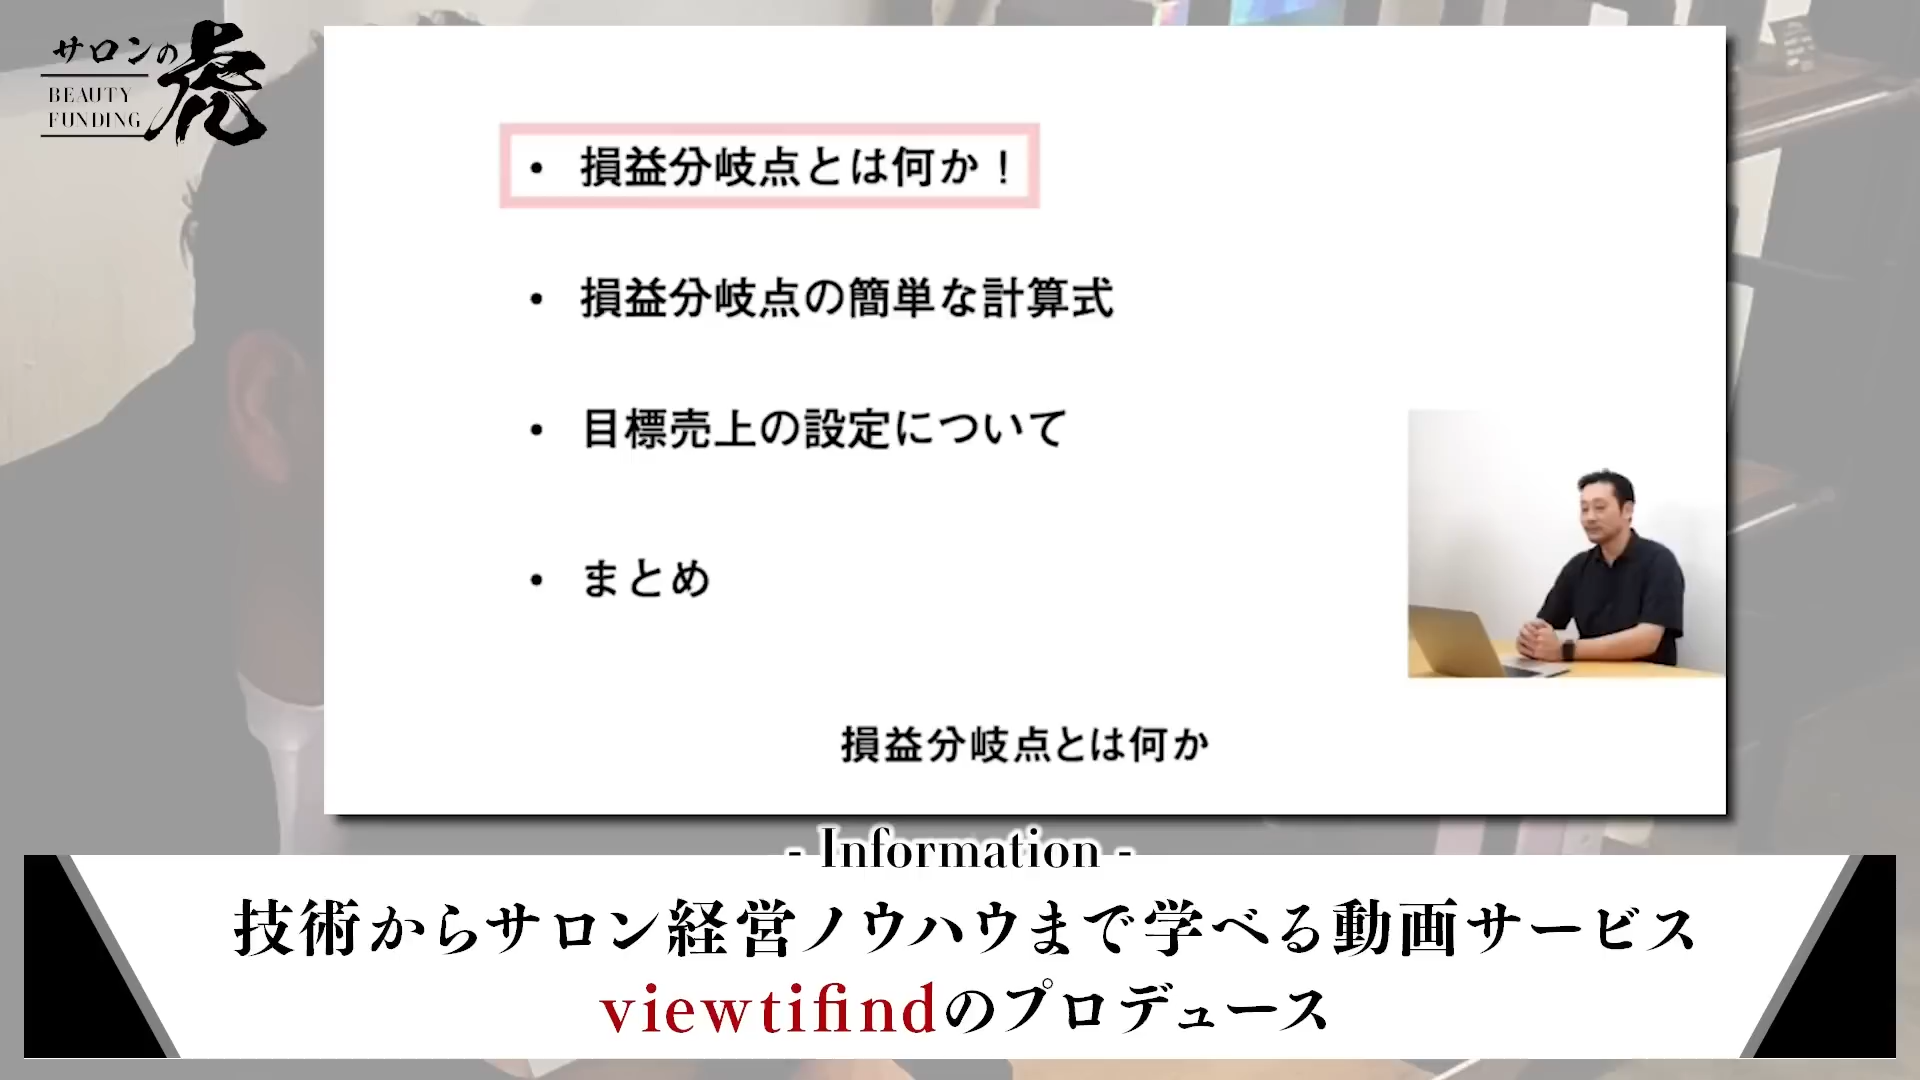 サロンの虎
BEAUTY
FUNDING
• 損益分岐点とは何か！
• 損益分岐点の簡単な計算式
• 目標売上の設定について
• まとめ
損益分岐点とは何か
- Information -
技術からサロン経営ノウハウまで学べる動画サービス
viewtifindのプロデュース